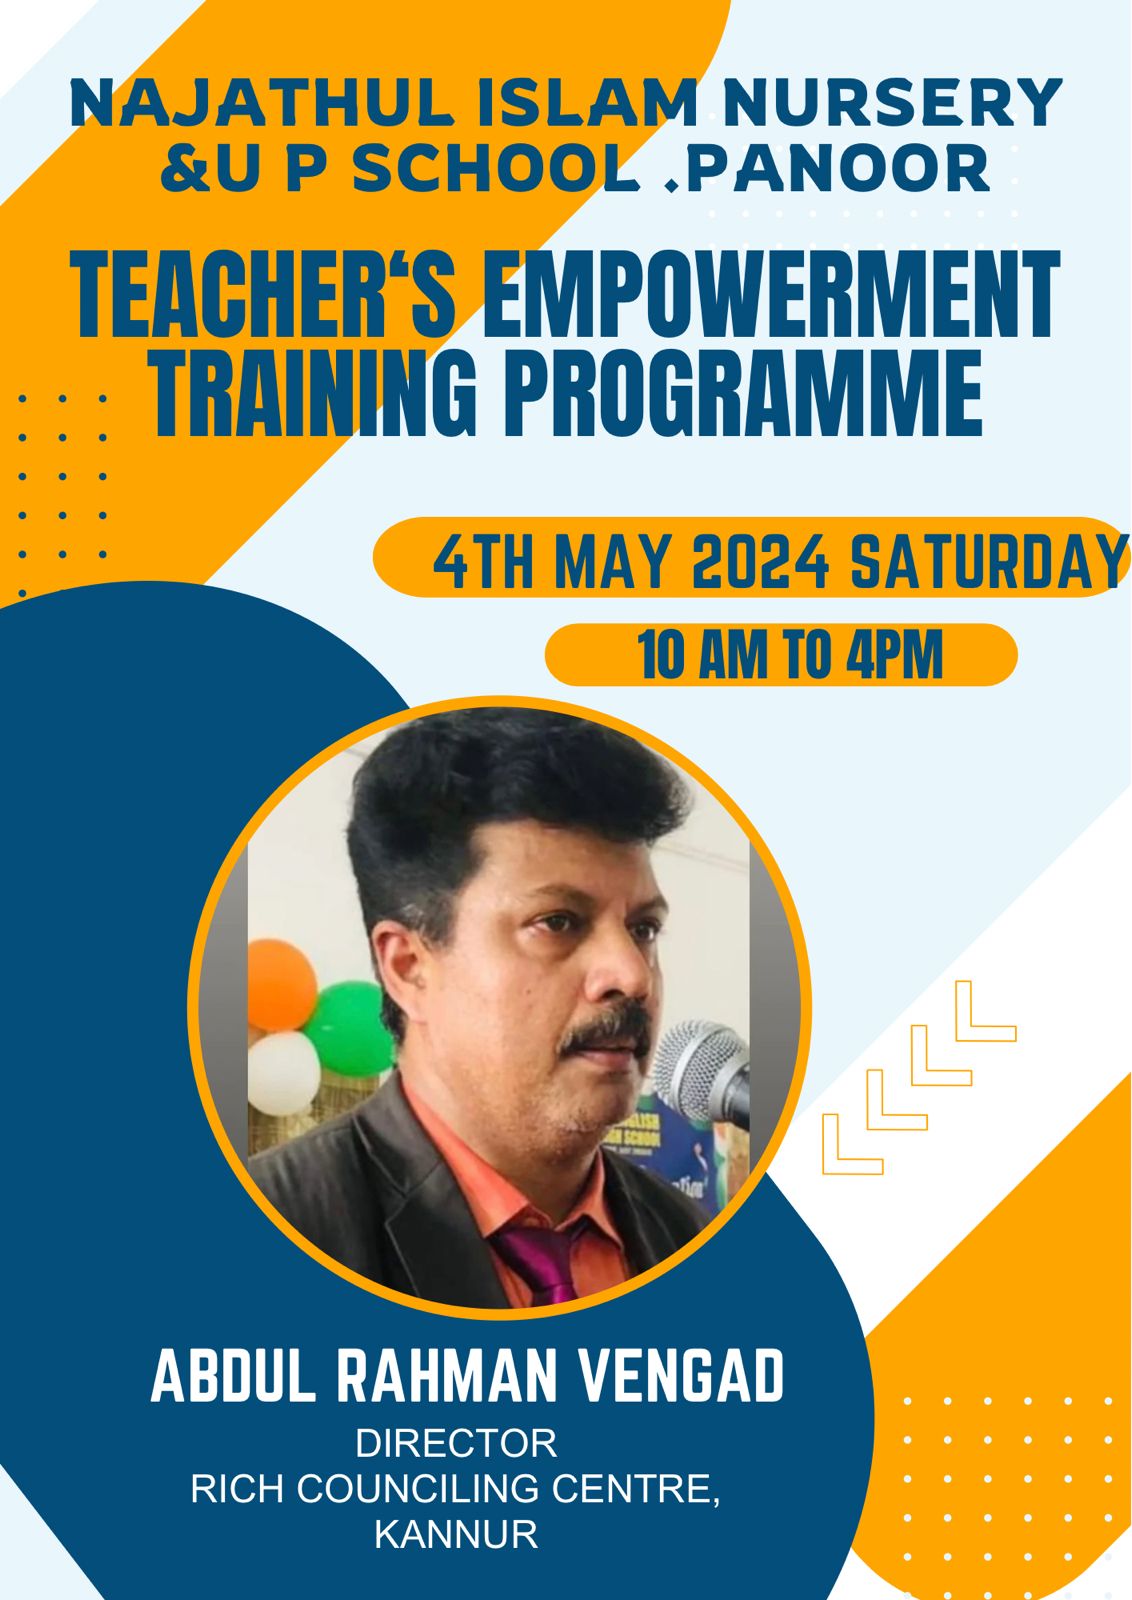 NAJATHUL ISLAM NURSERY
&U P SCHOOL .PANOOR
TEACHER‘S EMPOWERMENT
TRAINING PROGRAMME
4TH MAY 2024 SATURDAY
10 AM TO 4PM
SCHOOL
ABDUL RAHMAN VENGAD
DIRECTOR
RICH COUNCILING CENTRE,
KANNUR